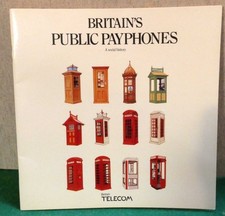 BRITAIN'S
PUBLIC PAYPHONES
A social history
British
TELECOM